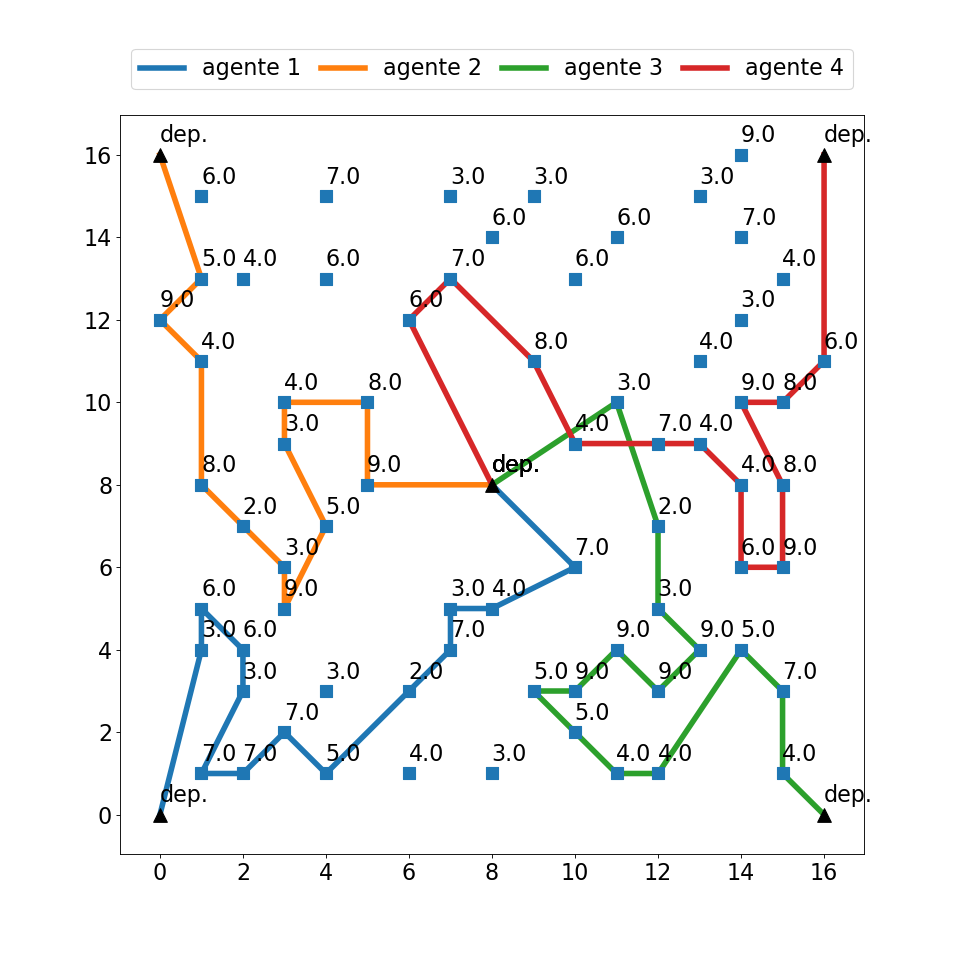 agente 1 agente 2 agente 3 agente 4
9.0
16 dep. dep.
6.0 7.0 3.0 3.0 3.0
6.0 6.0 7.0
14
5.0 4.0 6.0 7.0 6.0 4.0
9.0 6.0 3.0
12
4.0 8.0 4.0 6.0
4.0 8.0 3.0 9.0 8.0
10
3.0 4.0 7.0 4.0
8.0 9.0 dep. dep. 4.0 8.0
8
2.0 5.0 2.0
3.0 7.0 6.0 9.0
6
6.0 9.0 3.0 4.0 3.0
3.0 6.0 7.0 9.0 9.0 5.0
4
3.0 3.0 2.0 5.0 9.0 9.0 7.0
7.0 5.0
2
7.0 7.0 5.0 4.0 3.0 4.0 4.0 4.0
dep. dep.
0
0 2 4 6 8 10 12 14 16